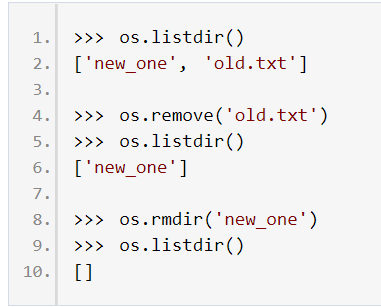 1. >>> os.listdir()
2. ['new_one', 'old.txt']
3.
4. >>> os.remove('old.txt')
5. >>> os.listdir()
6. ['new_one']
7.
8. >>> os.rmdir('new_one')
9. >>> os.listdir()
10. []